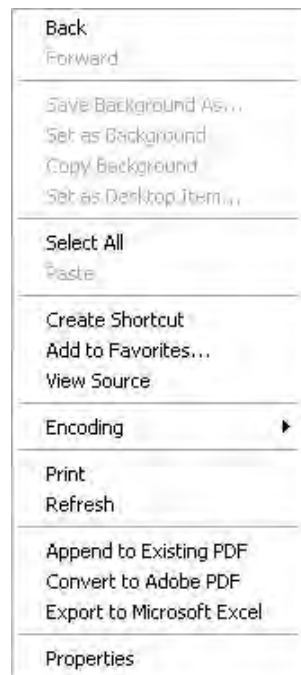 Back
Forward
Save Background As...
Set as Background
Copy Background
Set as Desktop Item...
Select All
Paste
Create Shortcut
Add to Favorites...
View Source
Encoding
Print
Refresh
Append to Existing PDF
Convert to Adobe PDF
Export to Microsoft Excel
Properties